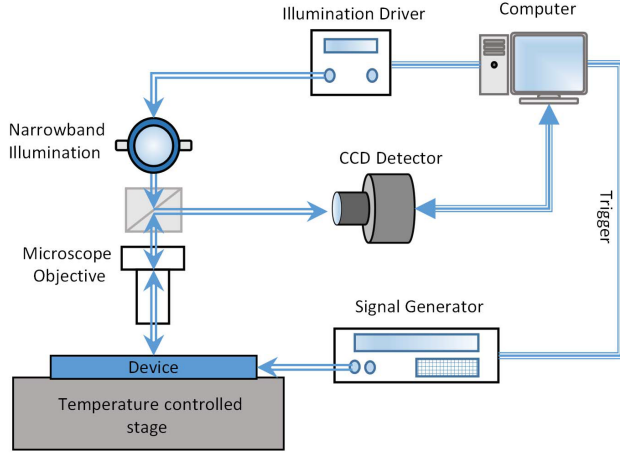 Illumination Driver
Computer
Narrowband
Illumination
CCD Detector
Microscope
Objective
Trigger
Signal Generator
Device
Temperature controlled
stage